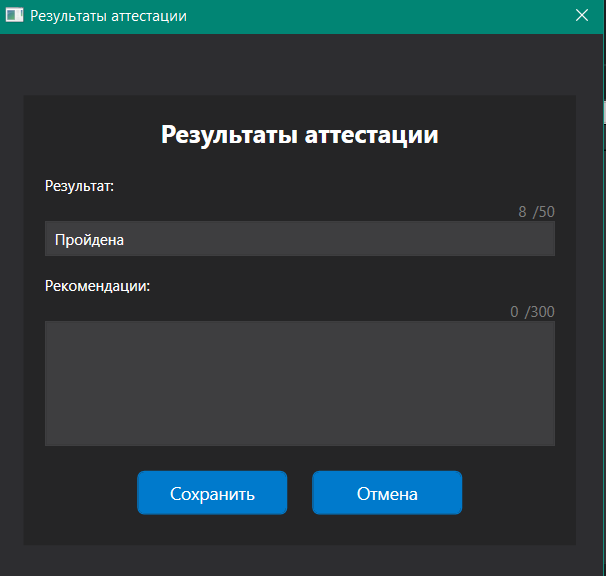 Результаты аттестации
Результаты аттестации
Результат:
8 /50
Пройдена
Рекомендации:
0 /300
Сохранить
Отмена